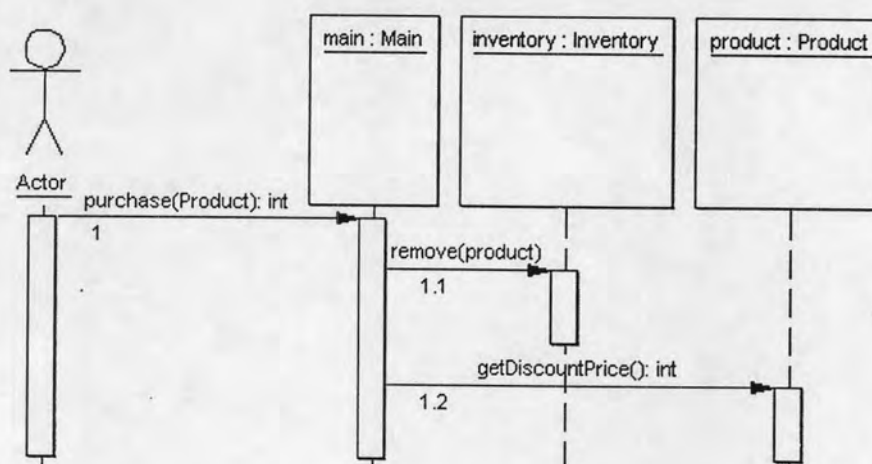 main : Main
inventory : Inventory
product : Product
Actor
purchase(Product): int
1
remove(product)
1.1
getDiscountPrice(): int
1.2